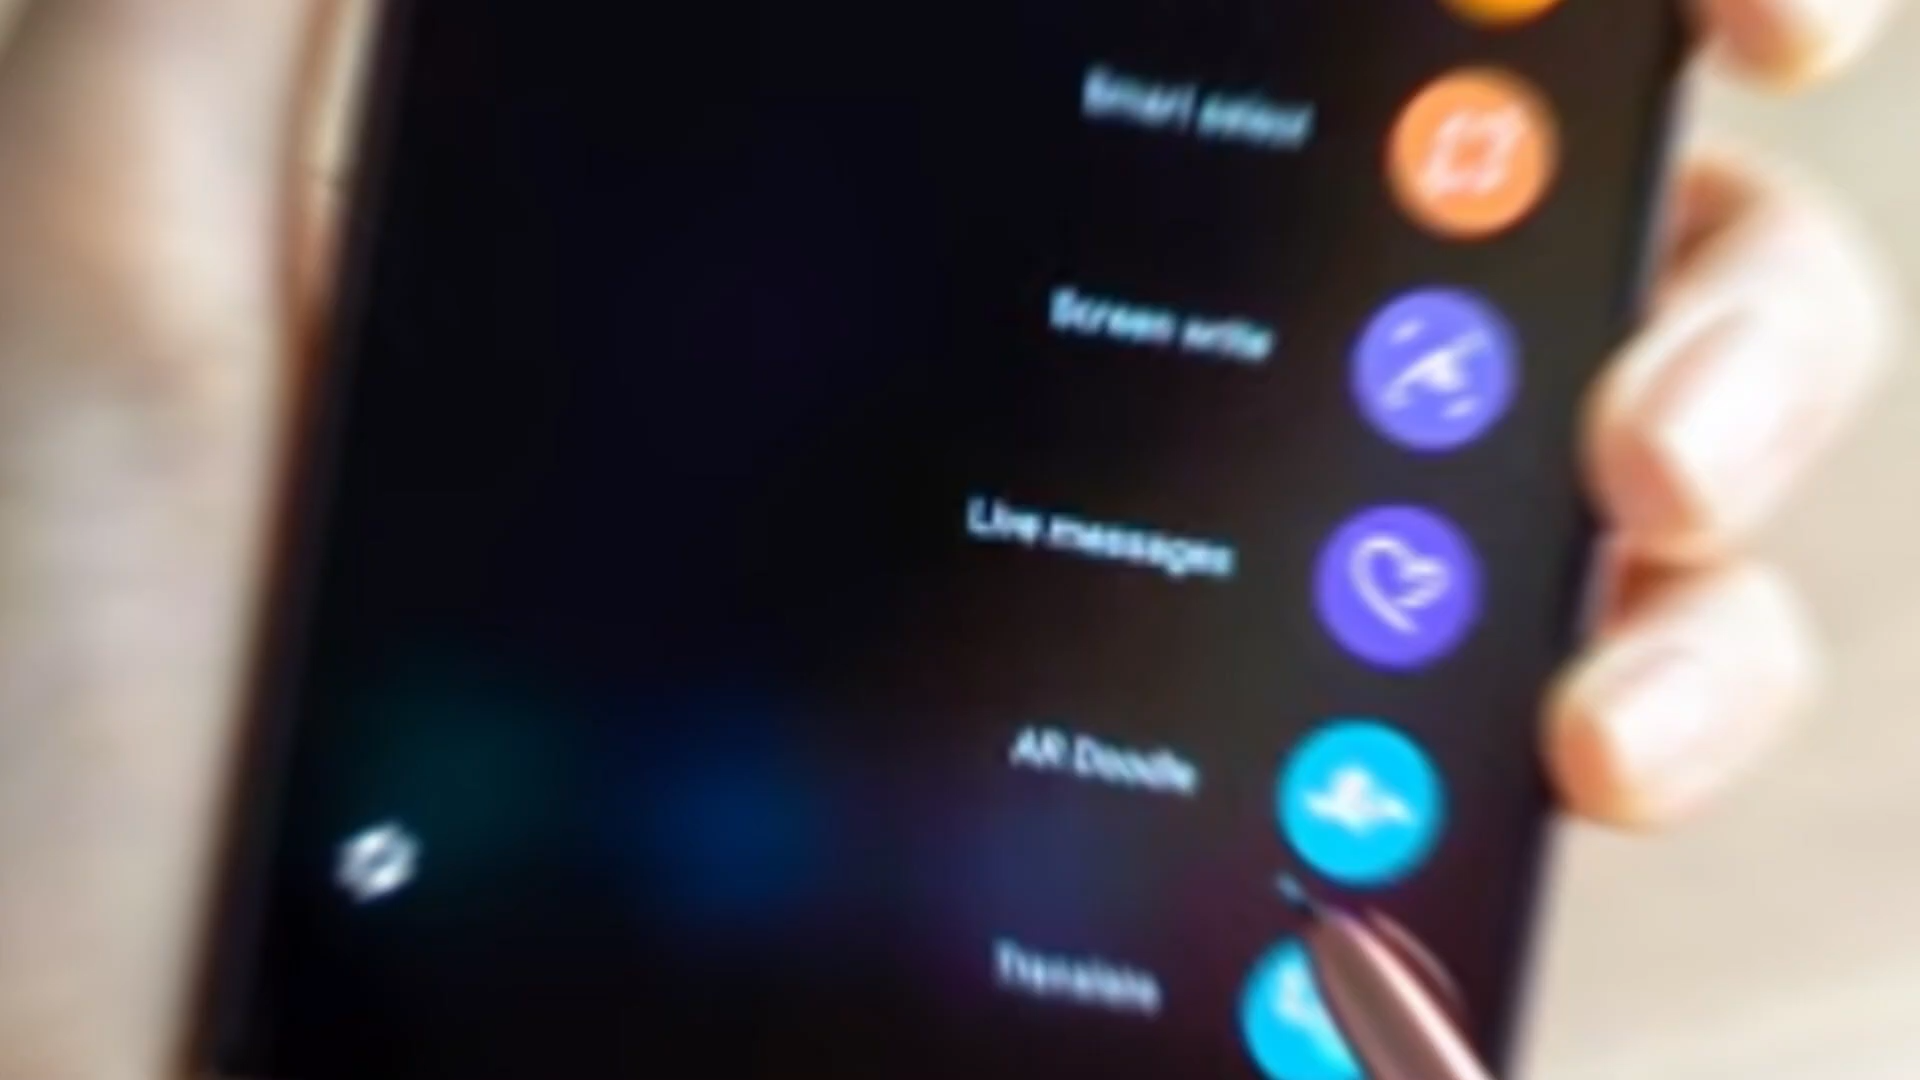 Smart select
Screen write
Live messages
AR Doodle
Translate